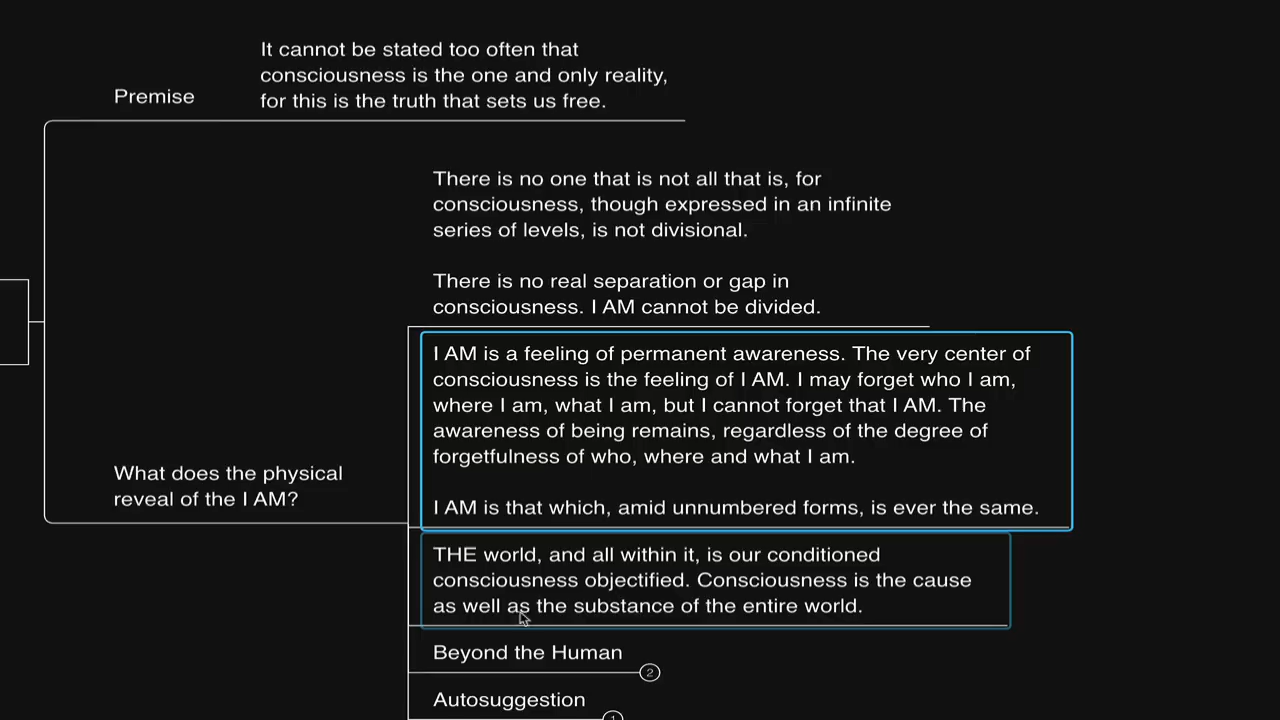 It cannot be stated too often that
consciousness is the one and only reality,
for this is the truth that sets us free.
Premise
There is no one that is not all that is, for
consciousness, though expressed in an infinite
series of levels, is not divisional.
There is no real separation or gap in
consciousness. I AM cannot be divided.
I AM is a feeling of permanent awareness. The very center of
consciousness is the feeling of I AM. I may forget who I am,
where I am, what I am, but I cannot forget that I AM. The
awareness of being remains, regardless of the degree of
forgetfulness of who, where and what I am.
I AM is that which, amid unnumbered forms, is ever the same.
What does the physical
reveal of the I AM?
THE world, and all within it, is our conditioned
consciousness objectified. Consciousness is the cause
as well as the substance of the entire world.
Beyond the Human
2
Autosuggestion
1